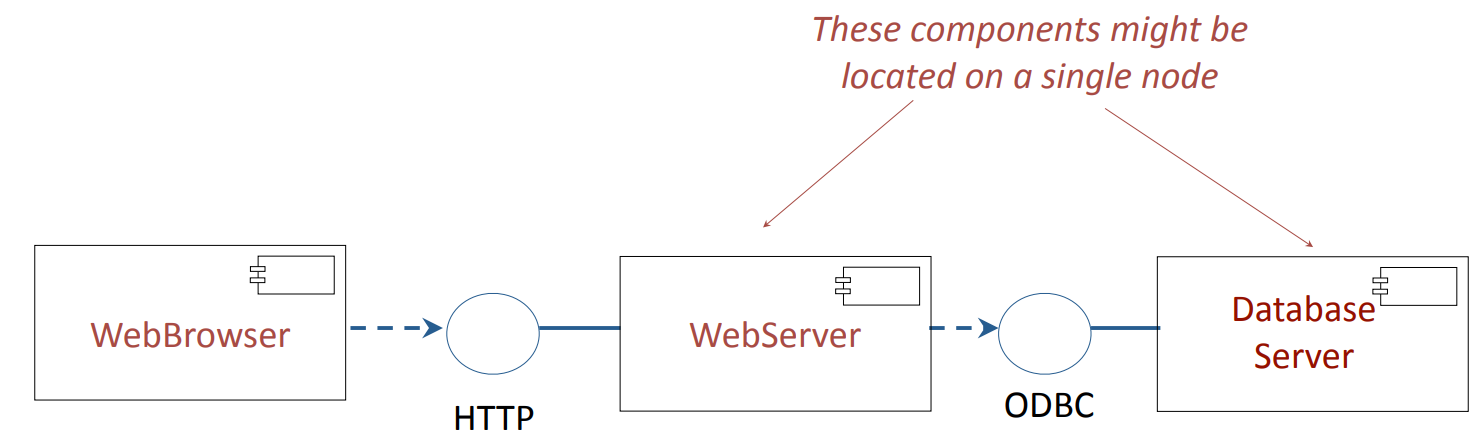 These components might be
located on a single node
WebBrowser
HTTP
WebServer
ODBC
Database
Server